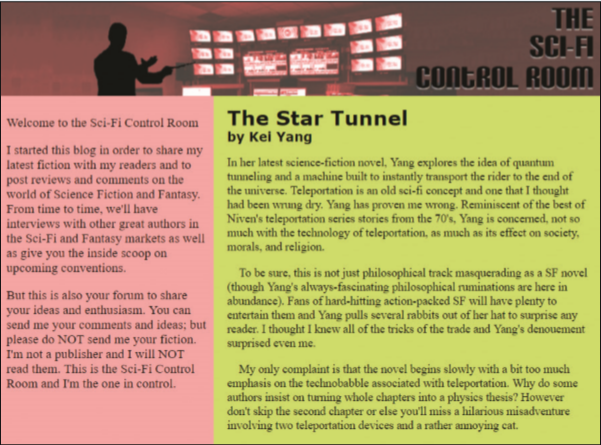 THE
SCI-FI
CONTROL ROOM
Welcome to the Sci-Fi Control Room
I started this blog in order to share my
latest fiction with my readers and to
post reviews and comments on the
world of Science Fiction and Fantasy.
From time to time, we'll have
interviews with other great authors in
the Sci-Fi and Fantasy markets as well
as give you the inside scoop on
upcoming conventions.
But this is also your forum to share
your ideas and enthusiasm. You can
send me your comments and ideas; but
please do NOT send me your fiction.
I'm not a publisher and I will NOT
read them. This is the Sci-Fi Control
Room and I'm the one in control.
The Star Tunnel
by Kei Yang
In her latest science-fiction novel, Yang explores the idea of quantum
tunneling and a machine built to instantly transport the rider to the end of
the universe. Teleportation is an old sci-fi concept and one that I thought
had been wrung dry. Yang has proven me wrong. Reminiscent of the best of
Niven's teleportation series stories from the 70's, Yang is concerned, not so
much with the technology of teleportation, as much as its effect on society,
morals, and religion.
To be sure, this is not just philosophical track masquerading as a SF novel
(though Yang's always-fascinating philosophical ruminations are here in
abundance). Fans of hard-hitting action-packed SF will have plenty to
entertain them and Yang pulls several rabbits out of her hat to surprise any
reader. I thought I knew all of the tricks of the trade and Yang's denouement
surprised even me.
My only complaint is that the novel begins slowly with a bit too much
emphasis on the technobabble associated with teleportation. Why do some
authors insist on turning whole chapters into a physics thesis? However
don't skip the second chapter or else you'll miss a hilarious misadventure
involving two teleportation devices and a rather annoying cat.